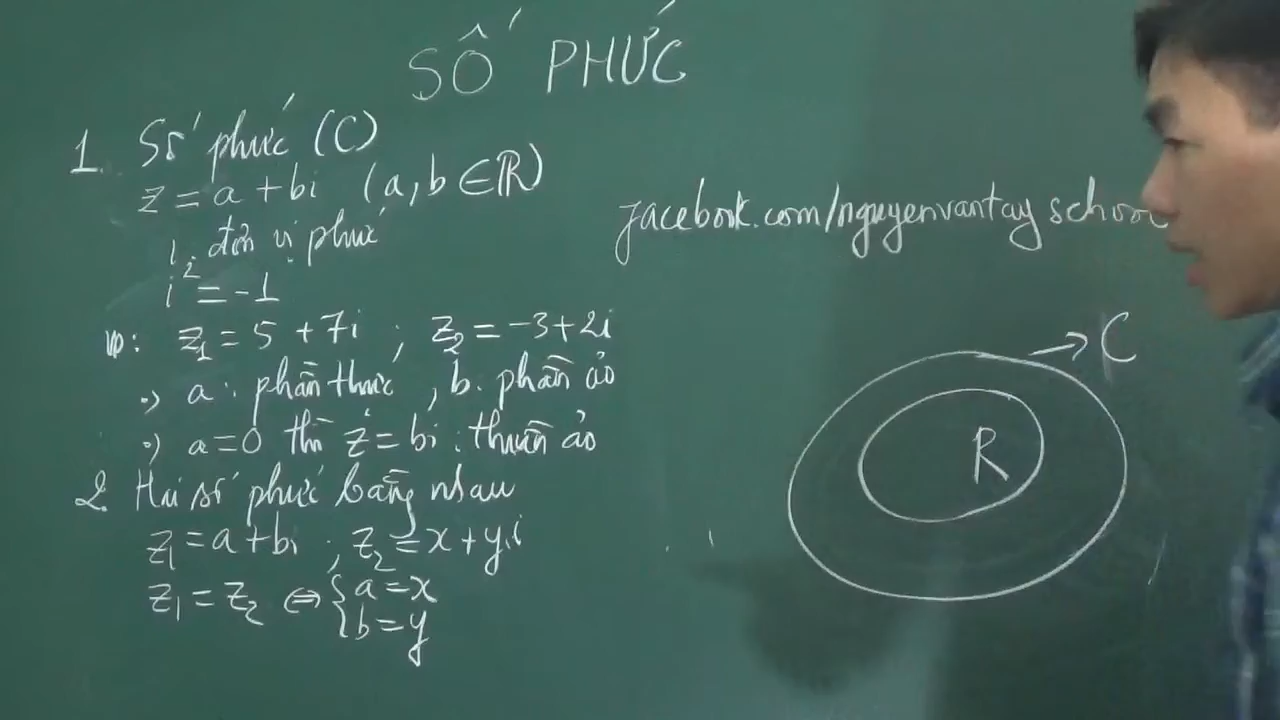 SỐ PHỨC
1. Số phức (C)
z = a + bi (a, b ∈ ℝ)
i : đơn vị phức
i² = -1
facebook.com/nguyenvantay school
VD: z₁ = 5 + 7i ; z₂ = -3 + 2i
a : phần thực , b : phần ảo
a = 0 thì z = bi : thuần ảo
2. Hai số phức bằng nhau
z₁ = a + bi ; z₂ = x + y.i
z₁ = z₂ ⇔ { a = x
{ b = y
→ C
R